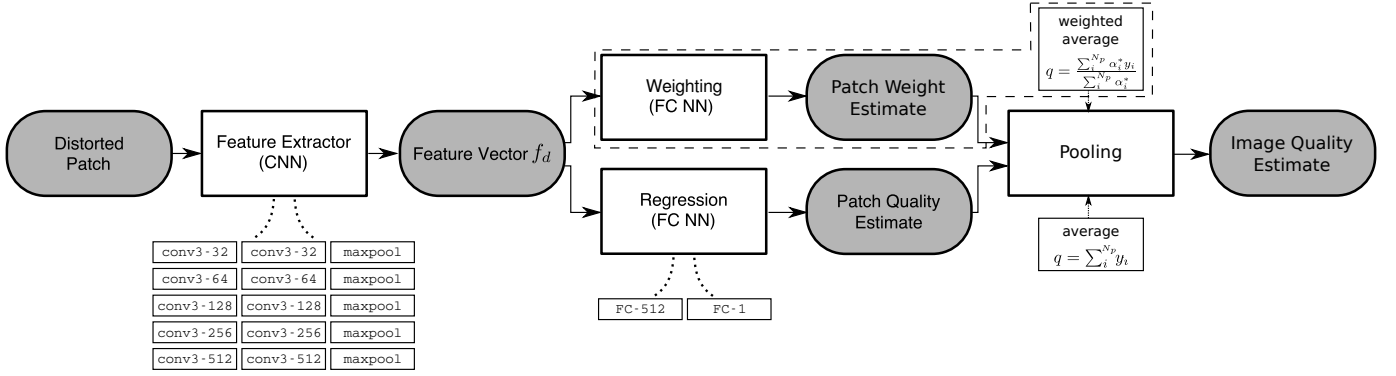 Distorted
Patch
Feature Extractor
(CNN)
conv3-32 conv3-32 maxpool
conv3-64 conv3-64 maxpool
conv3-128 conv3-128 maxpool
conv3-256 conv3-256 maxpool
conv3-512 conv3-512 maxpool
Feature Vector f_d
Weighting
(FC NN)
Patch Weight
Estimate
Regression
(FC NN)
FC-512 FC-1
Patch Quality
Estimate
weighted
average
q = \frac{\sum_i^{N_p} \alpha_i^* y_i}{\sum_i^{N_p} \alpha_i^*}
Pooling
average
q = \sum_i^{N_p} y_i
Image Quality
Estimate